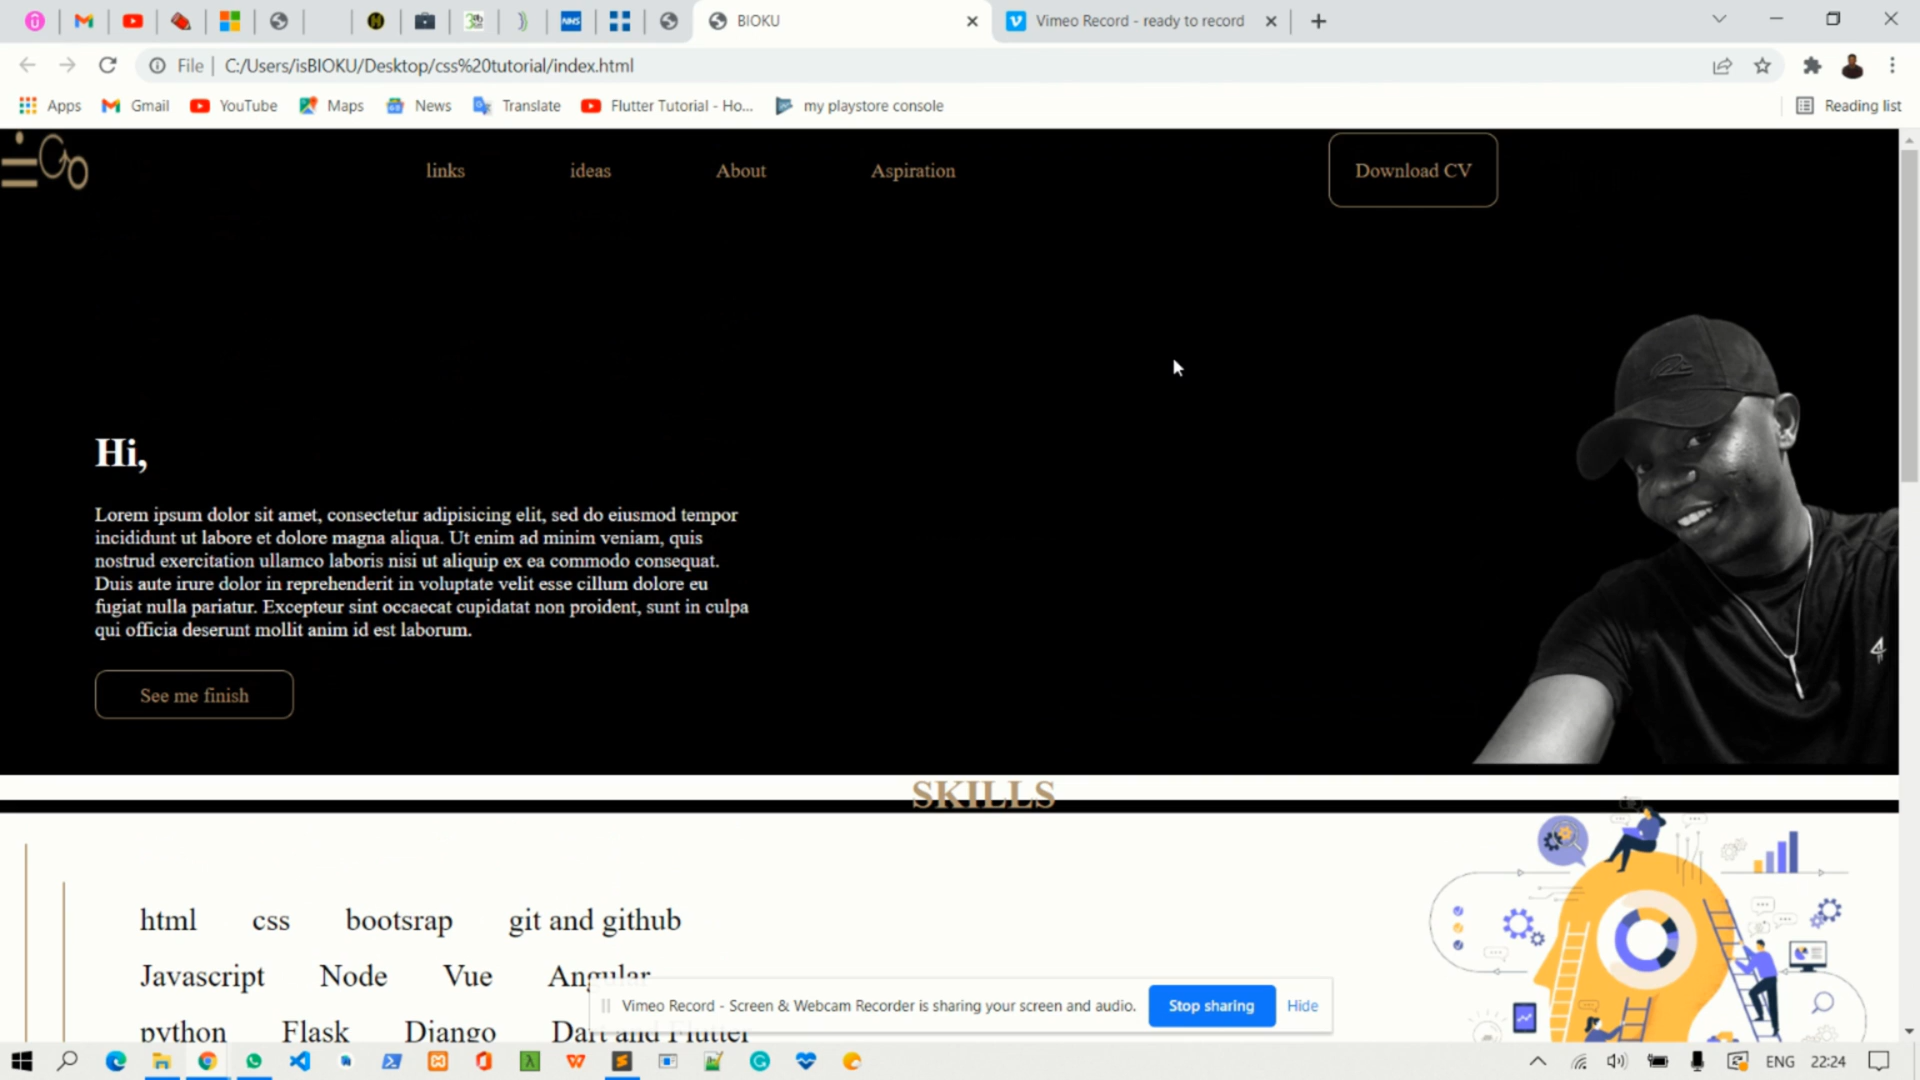 BIOKU
Vimeo Record - ready to record
File
C:/Users/isBIOKU/Desktop/css%20tutorial/index.html
Apps
Gmail
YouTube
Maps
News
Translate
Flutter Tutorial - Ho...
my playstore console
Reading list
links
ideas
About
Aspiration
Download CV
Hi,
Lorem ipsum dolor sit amet, consectetur adipisicing elit, sed do eiusmod tempor
incididunt ut labore et dolore magna aliqua. Ut enim ad minim veniam, quis
nostrud exercitation ullamco laboris nisi ut aliquip ex ea commodo consequat.
Duis aute irure dolor in reprehenderit in voluptate velit esse cillum dolore eu
fugiat nulla pariatur. Excepteur sint occaecat cupidatat non proident, sunt in culpa
qui officia deserunt mollit anim id est laborum.
See me finish
SKILLS
html css bootsrap git and github
Javascript Node Vue Angular
python Flask Django Dart and Flutter
Vimeo Record - Screen & Webcam Recorder is sharing your screen and audio.
Stop sharing
Hide
ENG
22:24